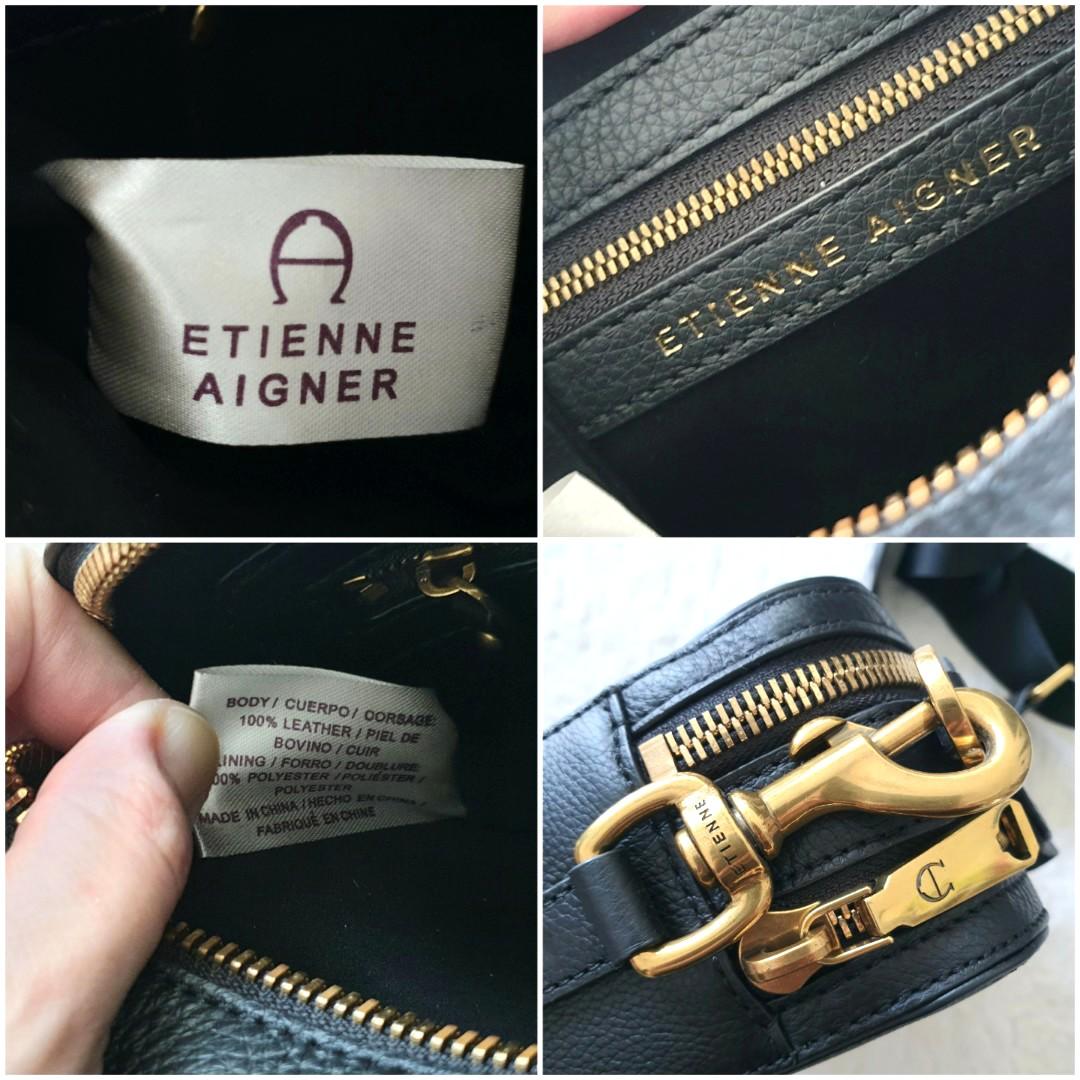 ETIENNE
AIGNER
ETIENNE AIGNER
BODY / CUERPO / CORSAGE:
100% LEATHER / PIEL DE
BOVINO / CUIR
LINING / FORRO / DOUBLURE:
100% POLYESTER / POLIÉSTER /
POLYESTER
MADE IN CHINA / HECHO EN CHINA /
FABRIQUÉ EN CHINE
ETIENNE